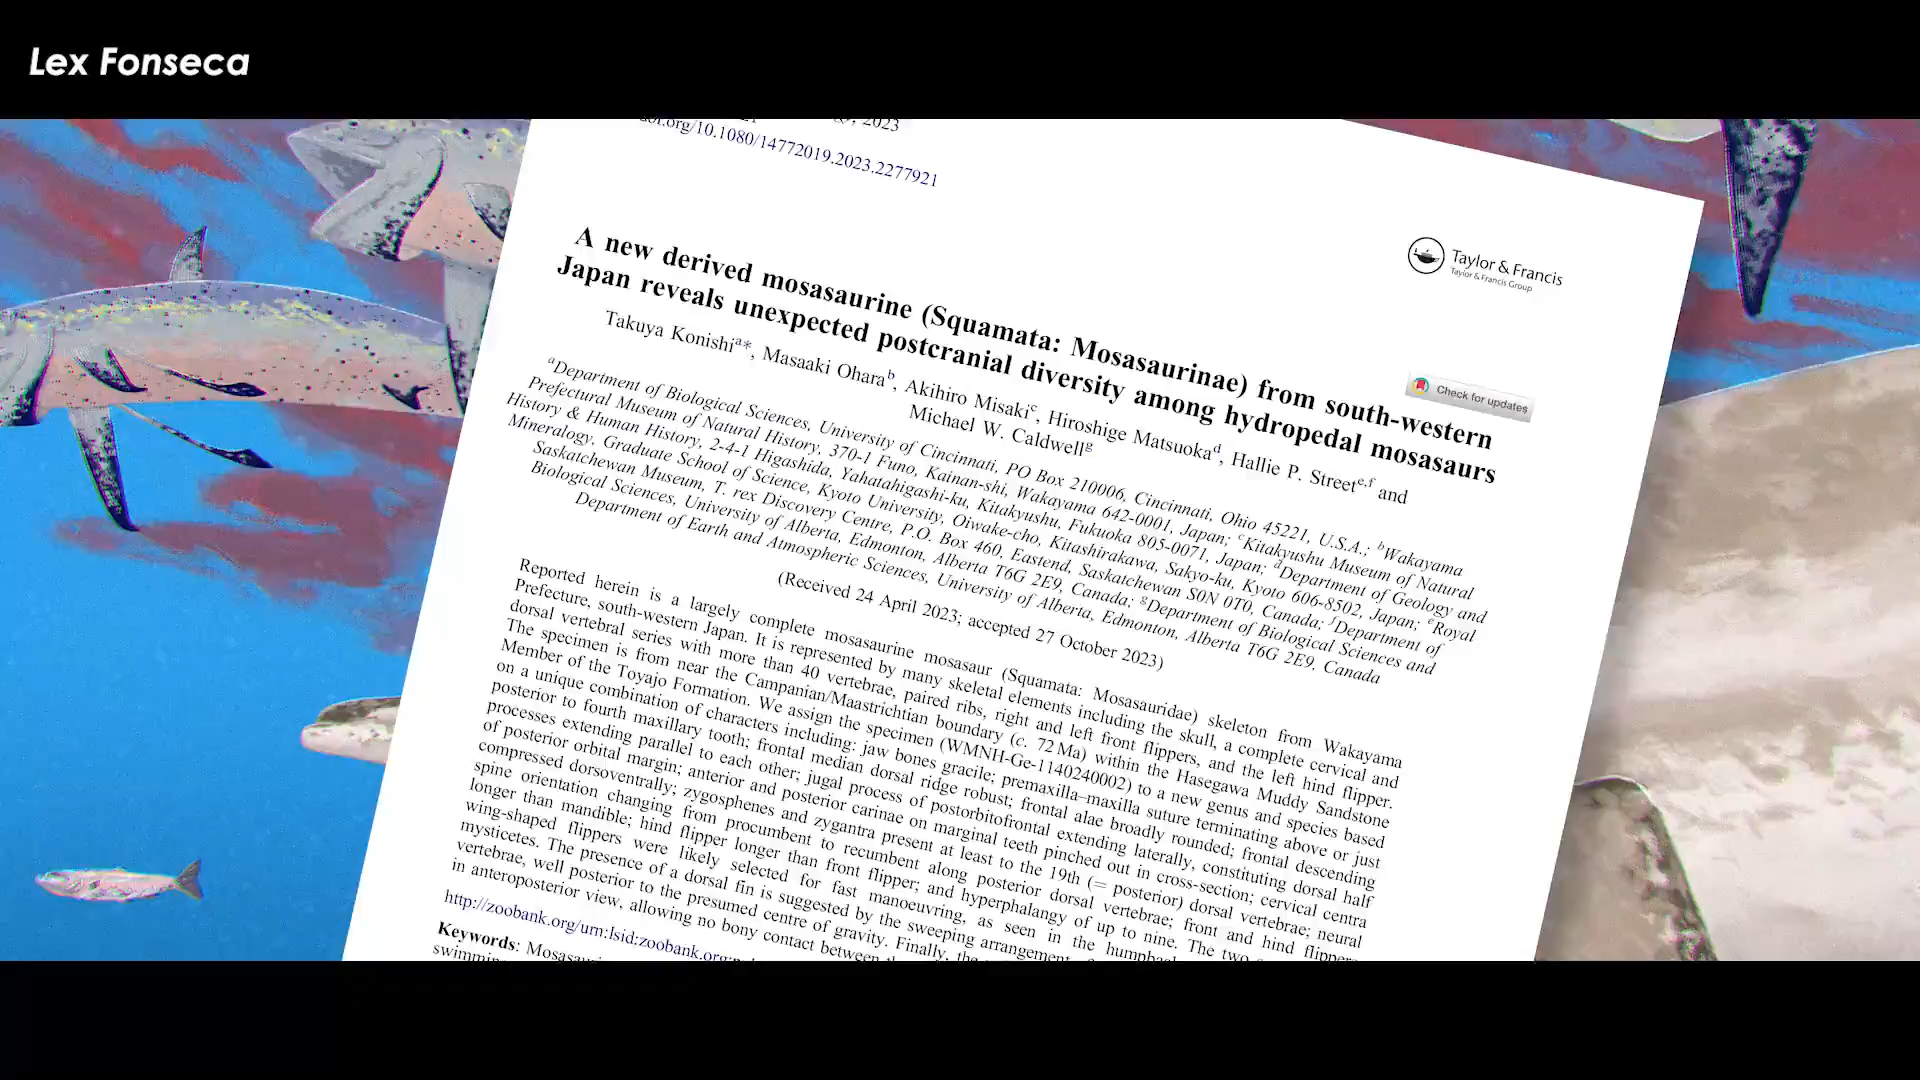 Lex Fonseca
2023
doi.org/10.1080/14772019.2023.2277921
Taylor & Francis
Taylor & Francis Group
A new derived mosasaurine (Squamata: Mosasaurinae) from south-western
Japan reveals unexpected postcranial diversity among hydropedal mosasaurs
Check for updates
Takuya Konishia*, Masaaki Oharab, Akihiro Misakic, Hiroshige Matsuokad, Hallie P. Streete,f and
Michael W. Caldwellg
aDepartment of Biological Sciences, University of Cincinnati, PO Box 210006, Cincinnati, Ohio 45221, U.S.A.; bWakayama
Prefectural Museum of Natural History, 370-1 Funo, Kainan-shi, Wakayama 642-0001, Japan; cKitakyushu Museum of Natural
History & Human History, 2-4-1 Higashida, Yahatahigashi-ku, Kitakyushu, Fukuoka 805-0071, Japan; dDepartment of Geology and
Mineralogy, Graduate School of Science, Kyoto University, Oiwake-cho, Kitashirakawa, Sakyo-ku, Kyoto 606-8502, Japan; eRoyal
Saskatchewan Museum, T. rex Discovery Centre, P.O. Box 460, Eastend, Saskatchewan S0N 0T0, Canada; fDepartment of
Biological Sciences, University of Alberta, Edmonton, Alberta T6G 2E9, Canada; gDepartment of Biological Sciences and
Department of Earth and Atmospheric Sciences, University of Alberta, Edmonton, Alberta T6G 2E9, Canada
(Received 24 April 2023; accepted 27 October 2023)
Reported herein is a largely complete mosasaurine mosasaur (Squamata: Mosasauridae) skeleton from Wakayama
Prefecture, south-western Japan. It is represented by many skeletal elements including the skull, a complete cervical and
dorsal vertebral series with more than 40 vertebrae, paired ribs, right and left front flippers, and the left hind flipper.
The specimen is from near the Campanian/Maastrichtian boundary (c. 72 Ma) within the Hasegawa Muddy Sandstone
Member of the Toyajo Formation. We assign the specimen (WMNH-Ge-1140240002) to a new genus and species based
on a unique combination of characters including: jaw bones gracile; premaxilla–maxilla suture terminating above or just
posterior to fourth maxillary tooth; frontal median dorsal ridge robust; frontal alae broadly rounded; frontal descending
processes extending parallel to each other; jugal process of postorbitofrontal extending laterally, constituting dorsal half
of posterior orbital margin; anterior and posterior carinae on marginal teeth pinched out in cross-section; cervical centra
compressed dorsoventrally; zygosphenes and zygantra present at least to the 19th (= posterior) dorsal vertebrae; neural
spine orientation changing from procumbent to recumbent along posterior dorsal vertebrae; front and hind flippers
longer than mandible; hind flipper longer than front flipper; and hyperphalangy of up to nine. The two
wing-shaped flippers were likely selected for fast manoeuvring, as seen in the
mysticetes. The presence of a dorsal fin is suggested by the sweeping arrangement
vertebrae, well posterior to the presumed centre of gravity. Finally, the
in anteroposterior view, allowing no bony contact between
http://zoobank.org/urn:lsid:zoobank.org
Keywords: Mosasau
swimmi